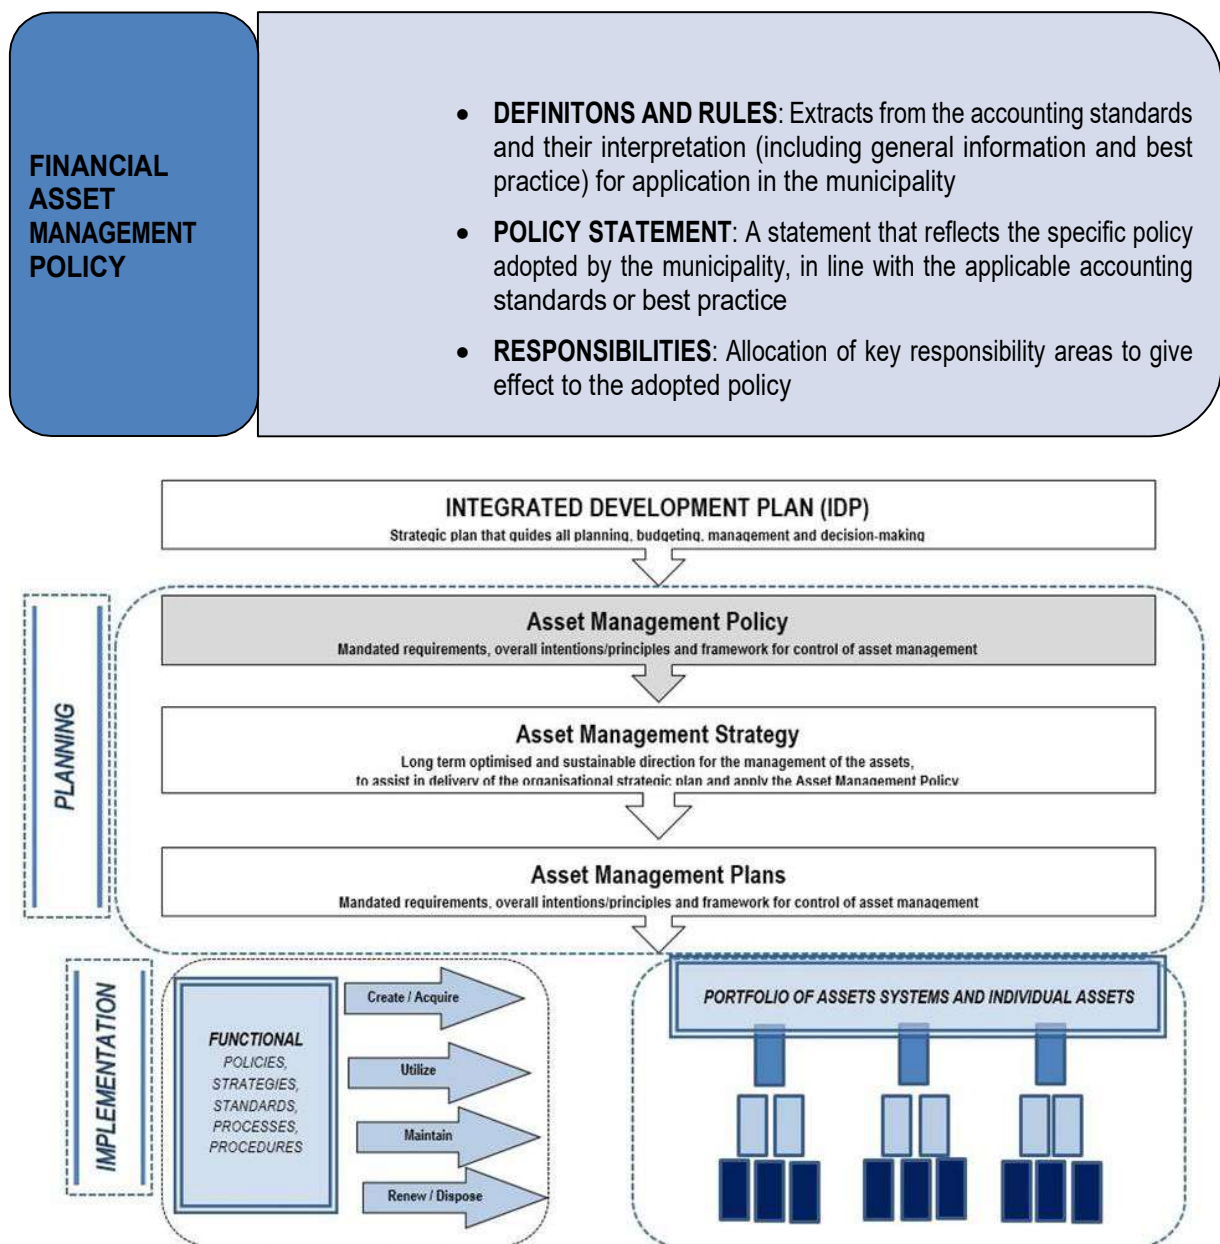 FINANCIAL
ASSET
MANAGEMENT
POLICY
• DEFINITONS AND RULES: Extracts from the accounting standards
and their interpretation (including general information and best
practice) for application in the municipality
• POLICY STATEMENT: A statement that reflects the specific policy
adopted by the municipality, in line with the applicable accounting
standards or best practice
• RESPONSIBILITIES: Allocation of key responsibility areas to give
effect to the adopted policy
INTEGRATED DEVELOPMENT PLAN (IDP)
Strategic plan that guides all planning, budgeting, management and decision-making
PLANNING
Asset Management Policy
Mandated requirements, overall intentions/principles and framework for control of asset management
Asset Management Strategy
Long term optimised and sustainable direction for the management of the assets,
to assist in delivery of the organisational strategic plan and apply the Asset Management Policy
Asset Management Plans
Mandated requirements, overall intentions/principles and framework for control of asset management
IMPLEMENTATION
FUNCTIONAL
POLICIES,
STRATEGIES,
STANDARDS,
PROCESSES,
PROCEDURES
Create / Acquire
Utilize
Maintain
Renew / Dispose
PORTFOLIO OF ASSETS SYSTEMS AND INDIVIDUAL ASSETS